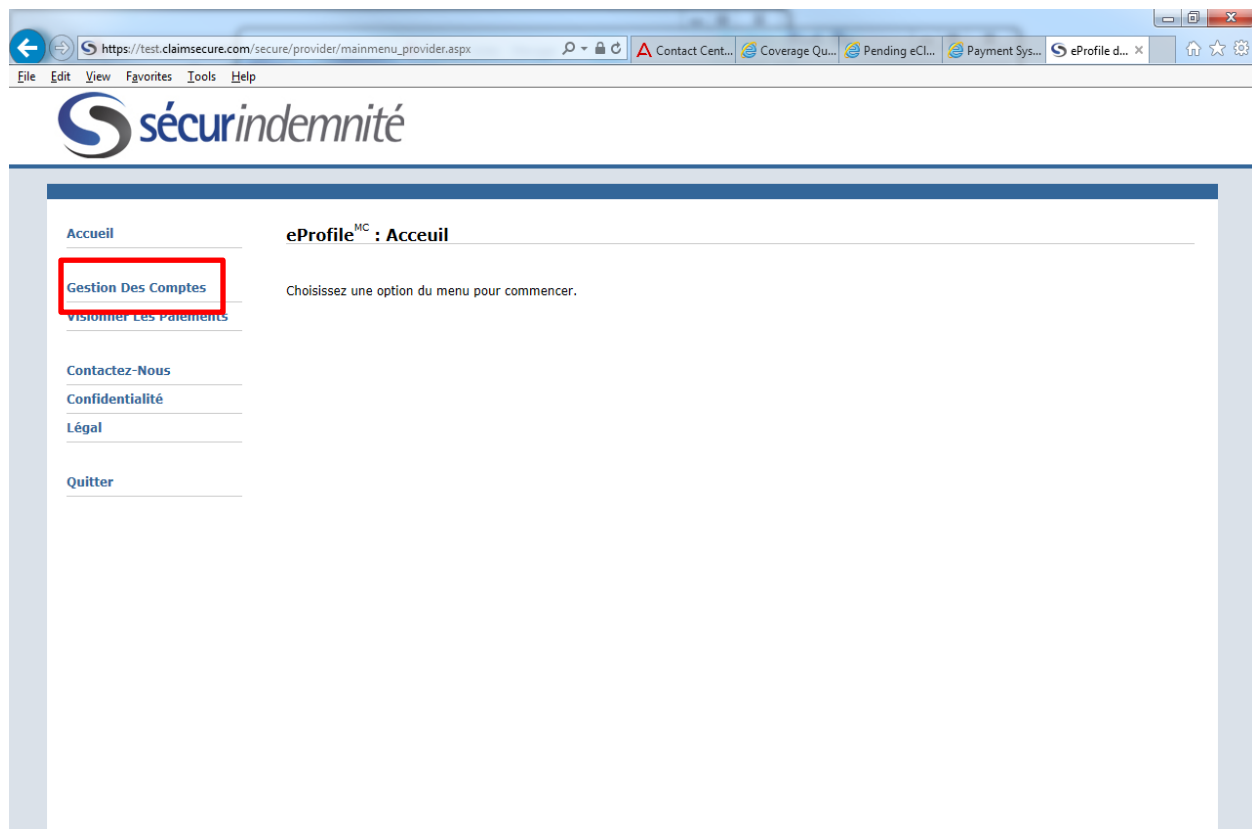 https://test.claimsecure.com/secure/provider/mainmenu_provider.aspx
Contact Cent...
Coverage Qu...
Pending eCl...
Payment Sys...
eProfile d...
File Edit View Favorites Tools Help
sécurindemnité
Accueil
eProfileMC : Acceuil
Gestion Des Comptes
Choisissez une option du menu pour commencer.
Visionner Les Paiements
Contactez-Nous
Confidentialité
Légal
Quitter